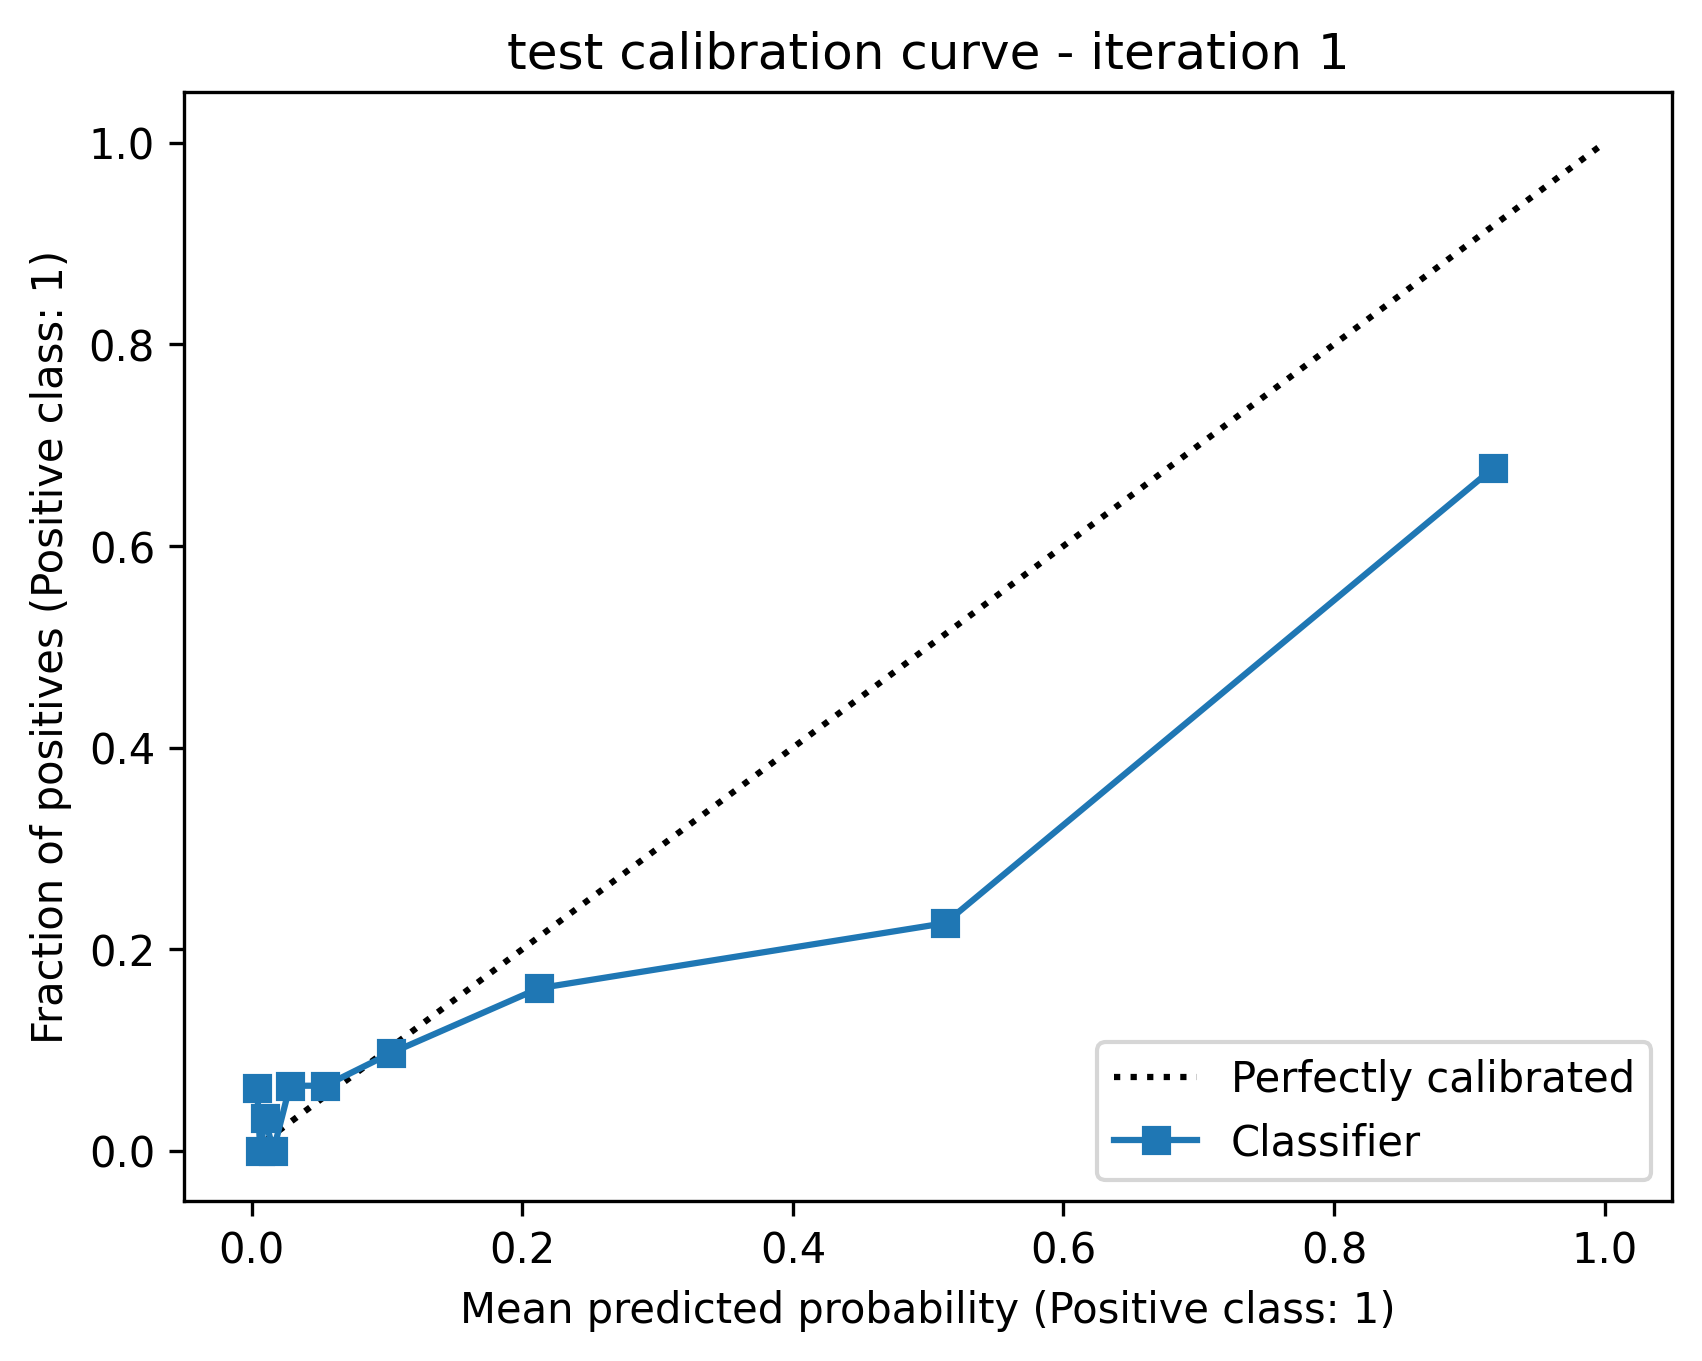 test calibration curve - iteration 1
Fraction of positives (Positive class: 1)
1.0
0.8
0.6
0.4
0.2
0.0
Perfectly calibrated
Classifier
0.0 0.2 0.4 0.6 0.8 1.0
Mean predicted probability (Positive class: 1)